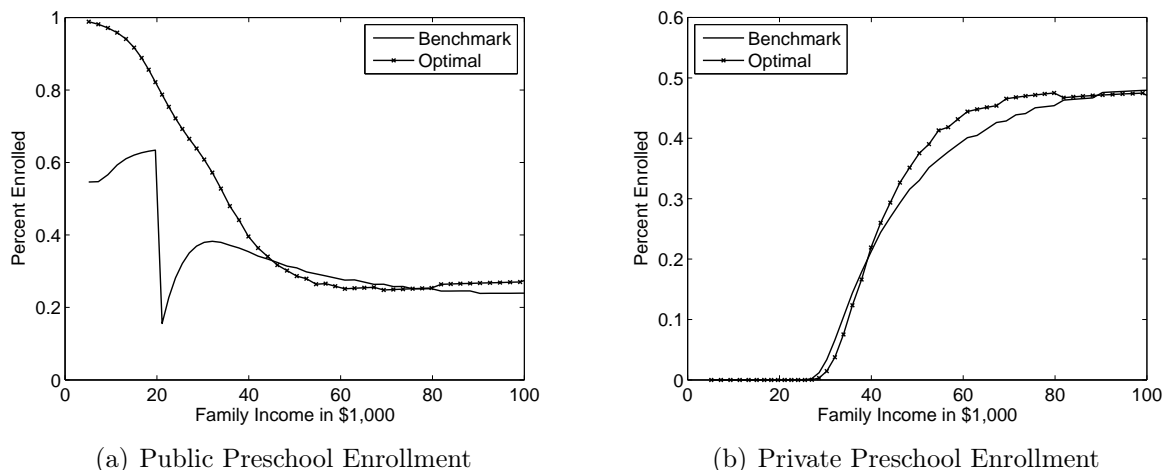 1
0.8
0.6
0.4
0.2
0
Percent Enrolled
Benchmark
Optimal
0 20 40 60 80 100
Family Income in $1,000
(a) Public Preschool Enrollment
0.6
0.5
0.4
0.3
0.2
0.1
0
Percent Enrolled
Benchmark
Optimal
0 20 40 60 80 100
Family Income in $1,000
(b) Private Preschool Enrollment